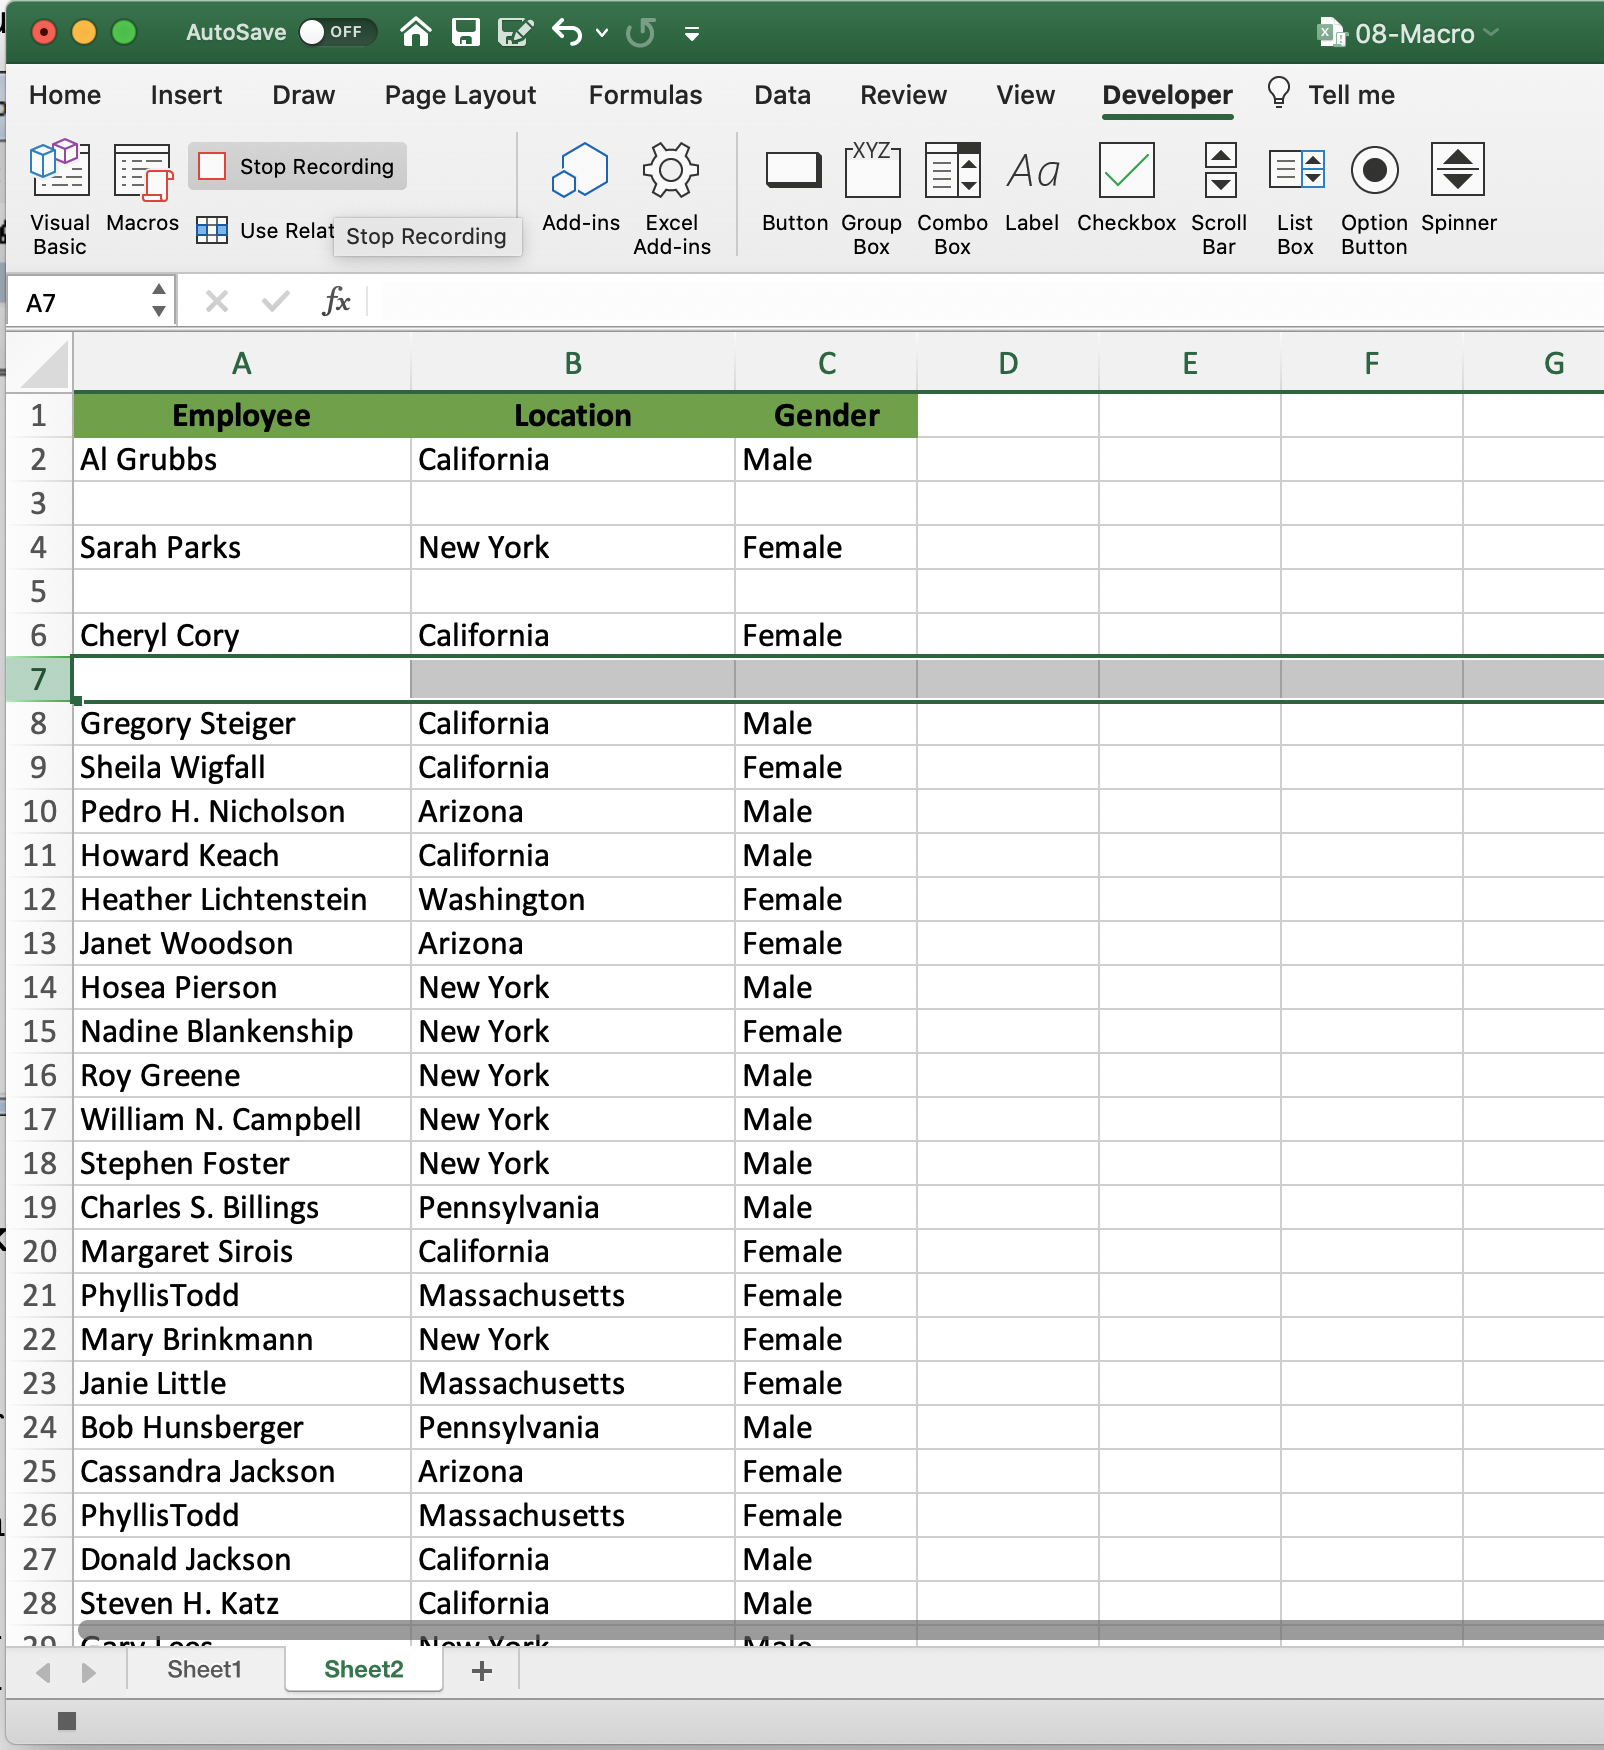 AutoSave OFF 08-Macro
Home Insert Draw Page Layout Formulas Data Review View Developer Tell me
Stop Recording
XYZ Aa
Visual Basic Macros Add-ins Excel Add-ins Button Group Box Combo Box Label Checkbox Scroll Bar List Box Option Button Spinner
Use Relat
Stop Recording
A7 fx
A B C D E F G
1 Employee Location Gender
2 Al Grubbs California Male
3
4 Sarah Parks New York Female
5
6 Cheryl Cory California Female
7
8 Gregory Steiger California Male
9 Sheila Wigfall California Female
10 Pedro H. Nicholson Arizona Male
11 Howard Keach California Male
12 Heather Lichtenstein Washington Female
13 Janet Woodson Arizona Female
14 Hosea Pierson New York Male
15 Nadine Blankenship New York Female
16 Roy Greene New York Male
17 William N. Campbell New York Male
18 Stephen Foster New York Male
19 Charles S. Billings Pennsylvania Male
20 Margaret Sirois California Female
21 PhyllisTodd Massachusetts Female
22 Mary Brinkmann New York Female
23 Janie Little Massachusetts Female
24 Bob Hunsberger Pennsylvania Male
25 Cassandra Jackson Arizona Female
26 PhyllisTodd Massachusetts Female
27 Donald Jackson California Male
28 Steven H. Katz California Male
29 New York Male
Sheet1 Sheet2 +